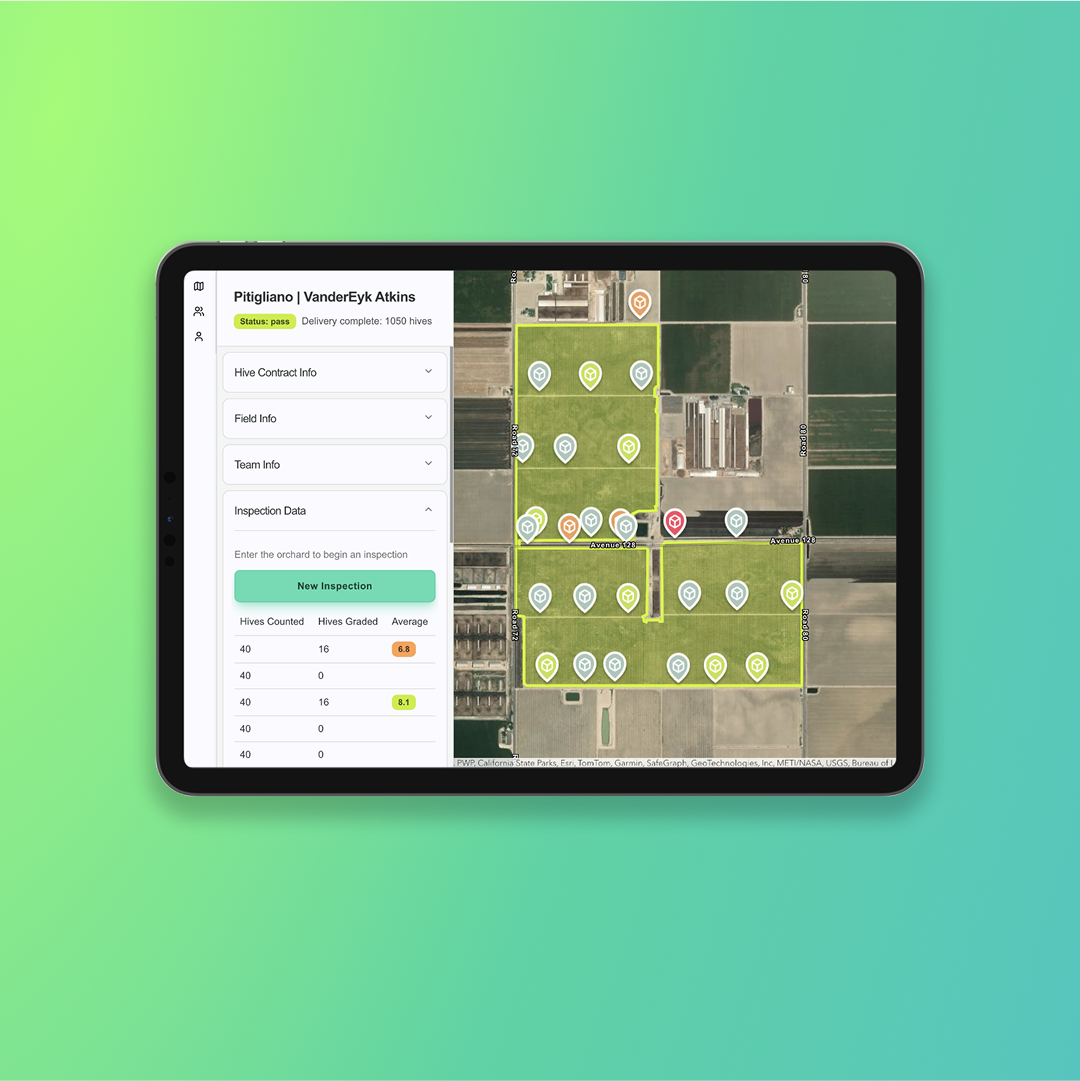 Pitigliano | VanderEyk Atkins
Status: pass Delivery complete: 1050 hives
Hive Contract Info
Field Info
Team Info
Inspection Data
Enter the orchard to begin an inspection
New Inspection
Hives Counted Hives Graded Average
40 16 6.8
40 0
40 16 8.1
40 0
40 0
Ro
Road 72
Road 80
Avenue 128
Avenue 128
Road 72
Road 80
PWP, California State Parks, Esri, TomTom, Garmin, SafeGraph, GeoTechnologies, Inc, METI/NASA, USGS, Bureau of